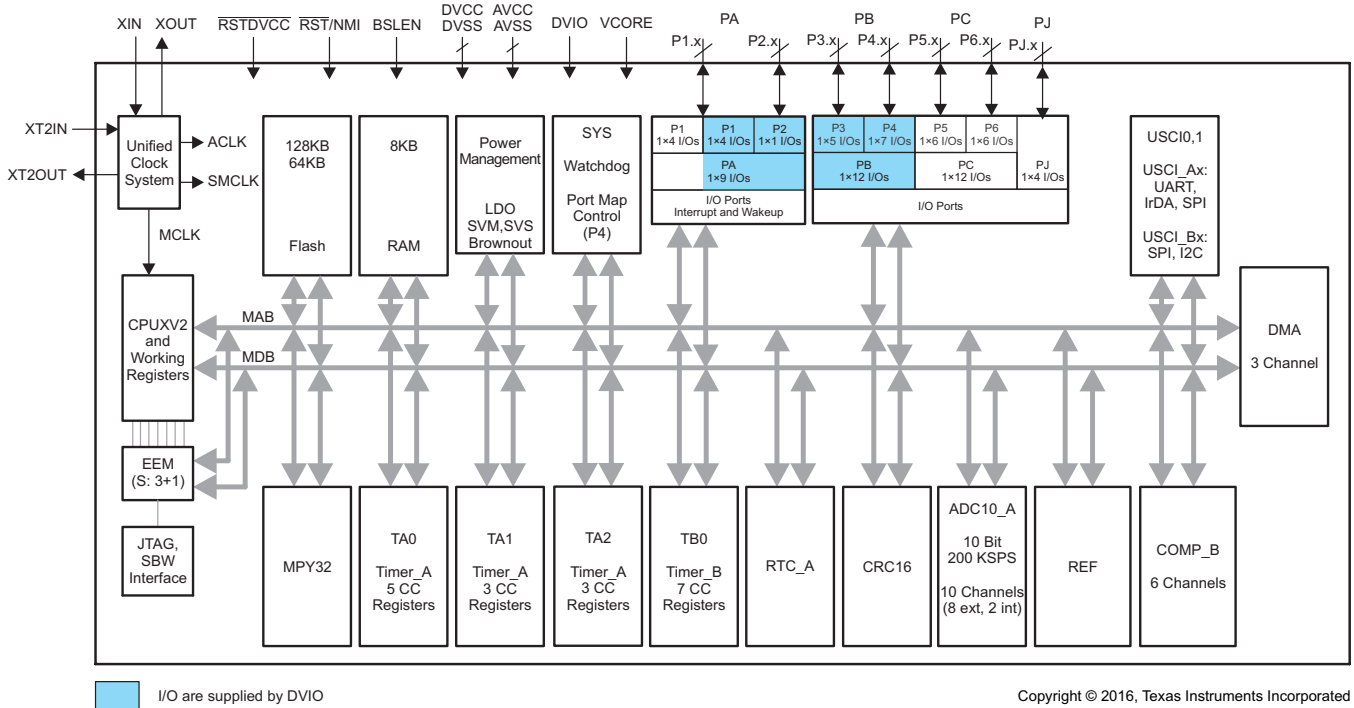 XIN
XOUT
RSTDVCC
RST/NMI
BSLEN
DVCC
DVSS
AVCC
AVSS
DVIO
VCORE
PA
P1.x
P2.x
PB
P3.x
P4.x
PC
P5.x
P6.x
PJ
PJ.x
XT2IN
XT2OUT
Unified
Clock
System
ACLK
SMCLK
MCLK
128KB
64KB
Flash
8KB
RAM
Power
Management
LDO
SVM,SVS
Brownout
SYS
Watchdog
Port Map
Control
(P4)
P1
1×4 I/Os
P1
1×4 I/Os
P2
1×1 I/Os
PA
1×9 I/Os
I/O Ports
Interrupt and Wakeup
P3
1×5 I/Os
P4
1×7 I/Os
P5
1×6 I/Os
P6
1×6 I/Os
PB
1×12 I/Os
PC
1×12 I/Os
PJ
1×4 I/Os
I/O Ports
USCI0,1
USCI_Ax:
UART,
IrDA, SPI
USCI_Bx:
SPI, I2C
CPUXV2
and
Working
Registers
MAB
MDB
DMA
3 Channel
EEM
(S: 3+1)
JTAG,
SBW
Interface
MPY32
TA0
Timer_A
5 CC
Registers
TA1
Timer_A
3 CC
Registers
TA2
Timer_A
3 CC
Registers
TB0
Timer_B
7 CC
Registers
RTC_A
CRC16
ADC10_A
10 Bit
200 KSPS
10 Channels
(8 ext, 2 int)
REF
COMP_B
6 Channels
I/O are supplied by DVIO
Copyright © 2016, Texas Instruments Incorporated